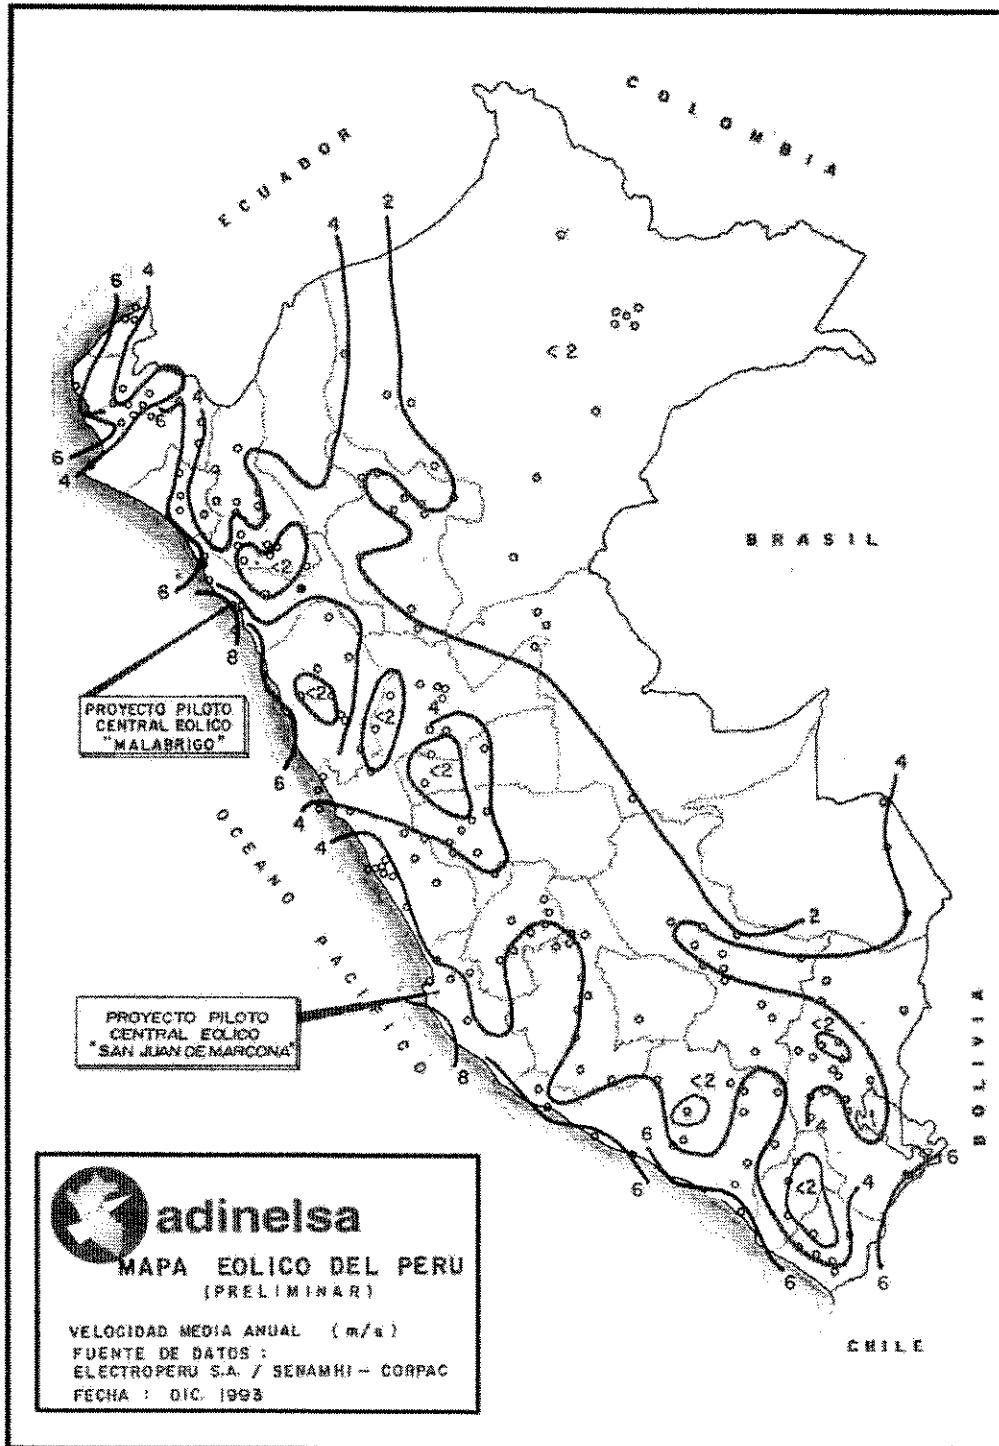 COLOMBIA
ECUADOR
4
2
6
4
<2
4
6
6
4
BRASIL
<2
6
8
PROYECTO PILOTO
CENTRAL EOLICO
"MALABRIGO"
<2
<2
4
<2
6
4
4
4
OCEANO PACIFICO
2
PROYECTO PILOTO
CENTRAL EOLICO
"SAN JUAN DE MARCONA"
8
<2
<2
4
BOLIVIA
6
6
6
<2
4
6
6
CHILE
adinelsa
MAPA EOLICO DEL PERU
(PRELIMINAR)
VELOCIDAD MEDIA ANUAL (m/s)
FUENTE DE DATOS :
ELECTROPERU S.A. / SENAMHI - CORPAC
FECHA : DIC. 1993